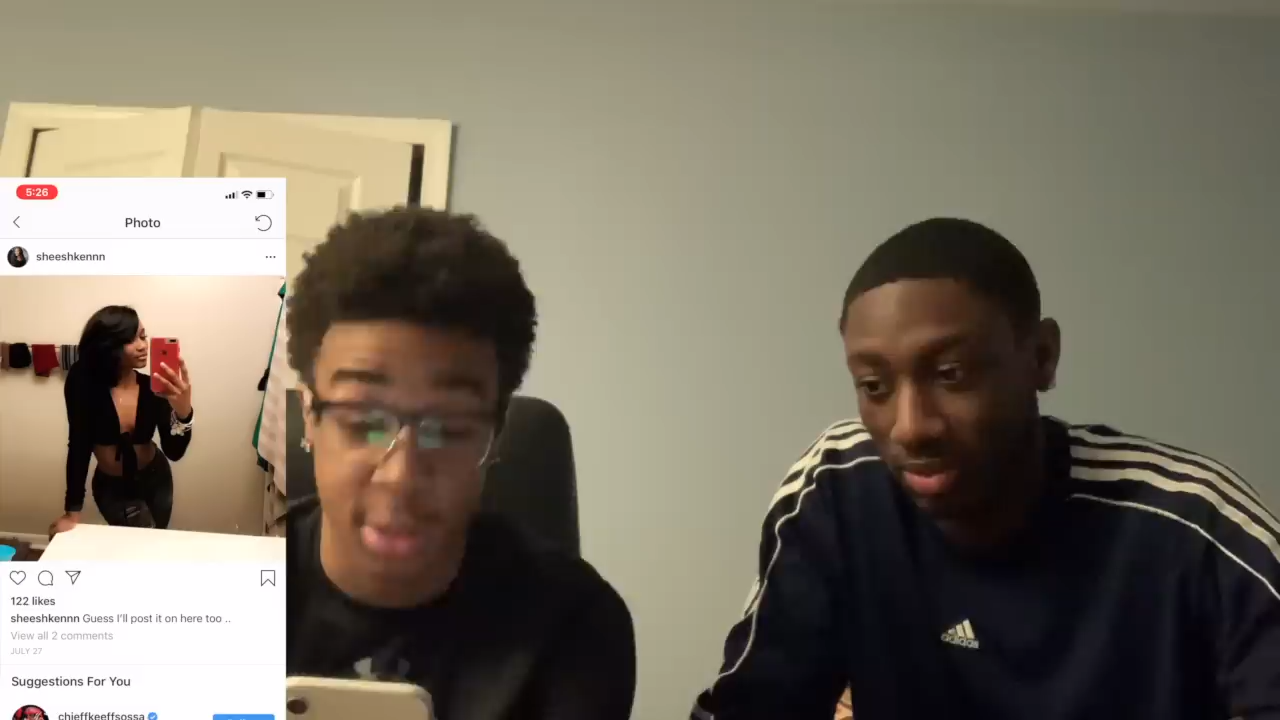 5:26
Photo
sheeshkennn
122 likes
sheeshkennn Guess I'll post it on here too ..
View all 2 comments
JULY 27
Suggestions For You
chieffkeeffsossa
adidas